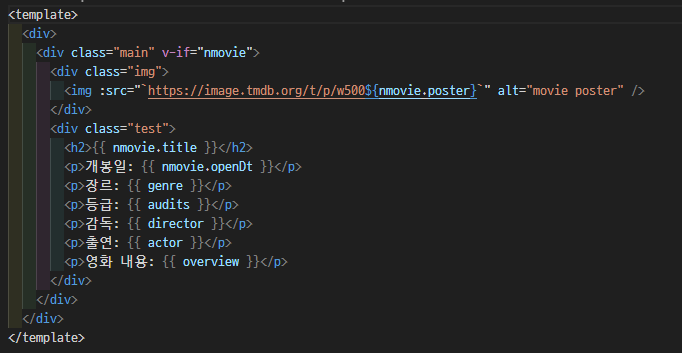 <template>
  <div>
    <div class="main" v-if="nmovie">
      <div class="img">
        <img :src="`https://image.tmdb.org/t/p/w500${nmovie.poster}`" alt="movie poster" />
      </div>
      <div class="test">
        <h2>{{ nmovie.title }}</h2>
        <p>개봉일: {{ nmovie.openDt }}</p>
        <p>장르: {{ genre }}</p>
        <p>등급: {{ audits }}</p>
        <p>감독: {{ director }}</p>
        <p>출연: {{ actor }}</p>
        <p>영화 내용: {{ overview }}</p>
      </div>
    </div>
  </div>
</template>